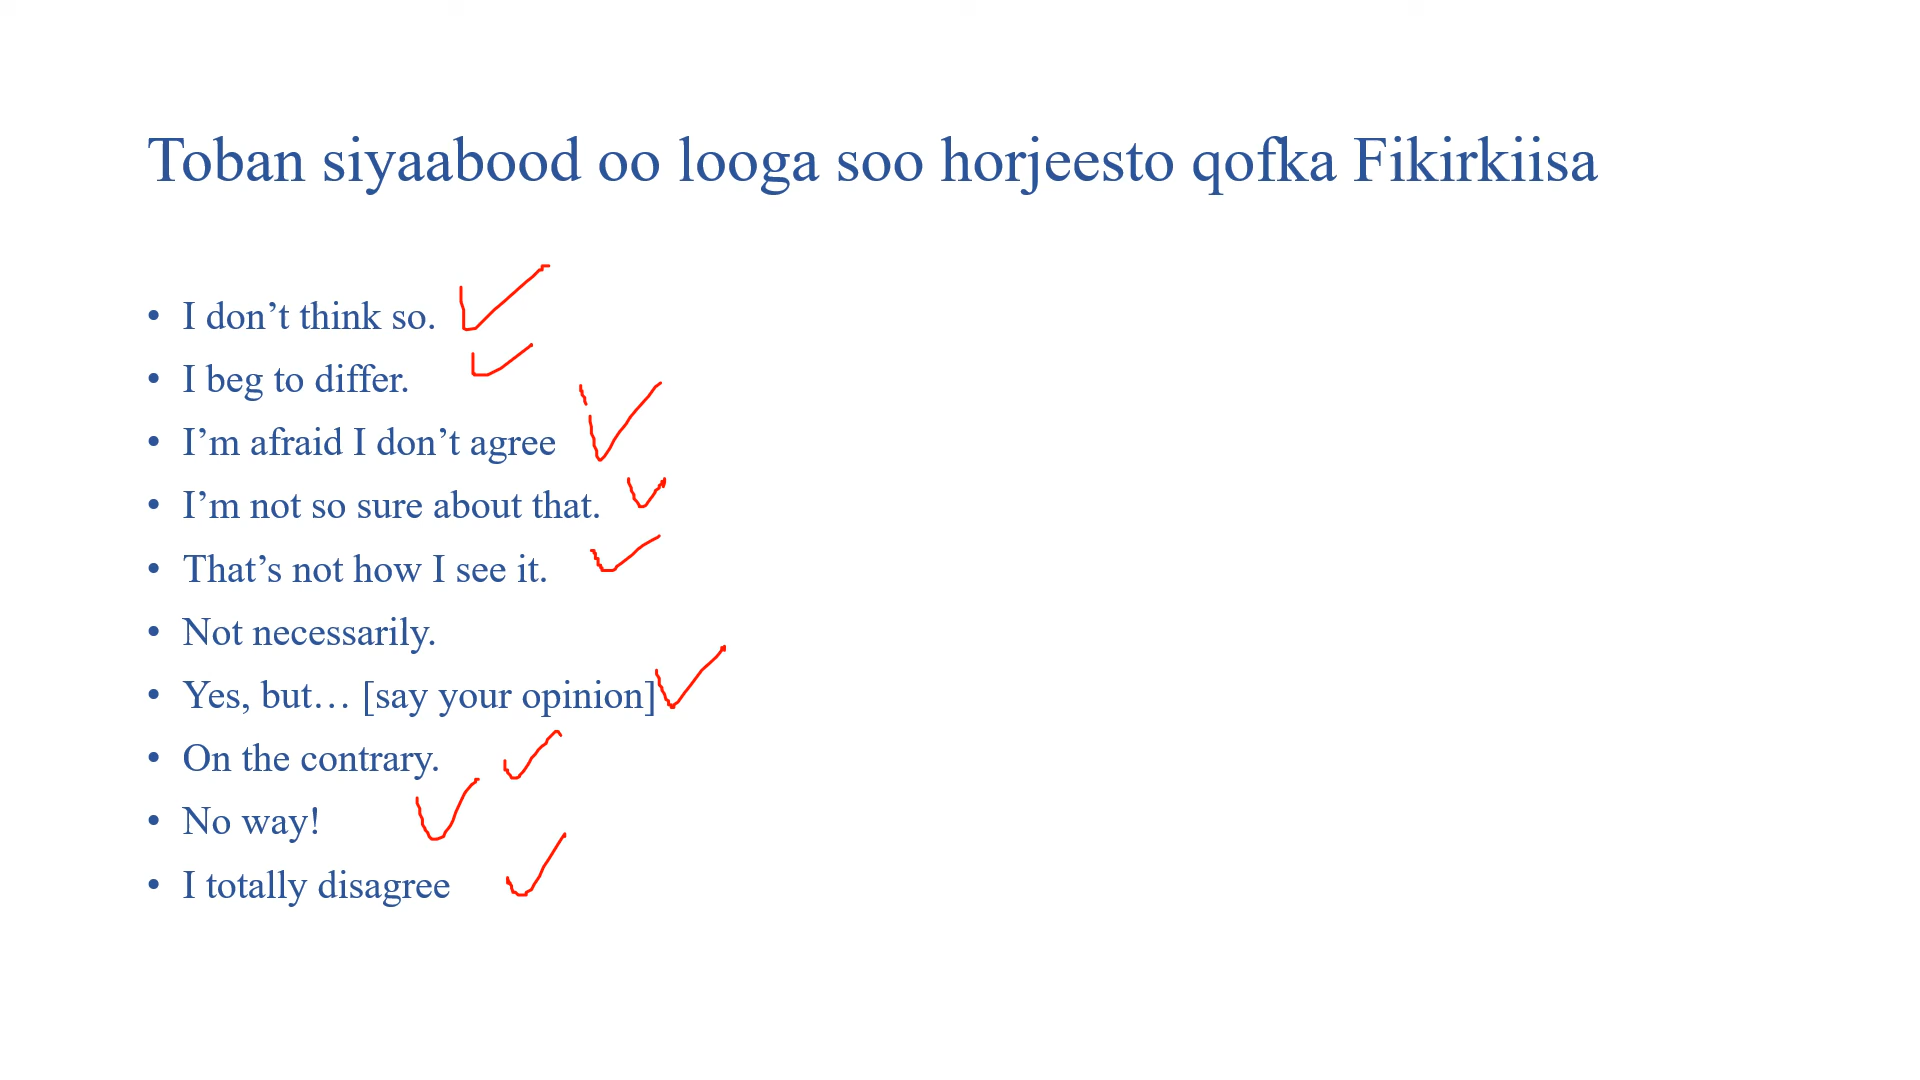 Toban siyaabood oo looga soo horjeesto qofka Fikirkiisa
• I don’t think so.
• I beg to differ.
• I’m afraid I don’t agree
• I’m not so sure about that.
• That’s not how I see it.
• Not necessarily.
• Yes, but… [say your opinion]
• On the contrary.
• No way!
• I totally disagree